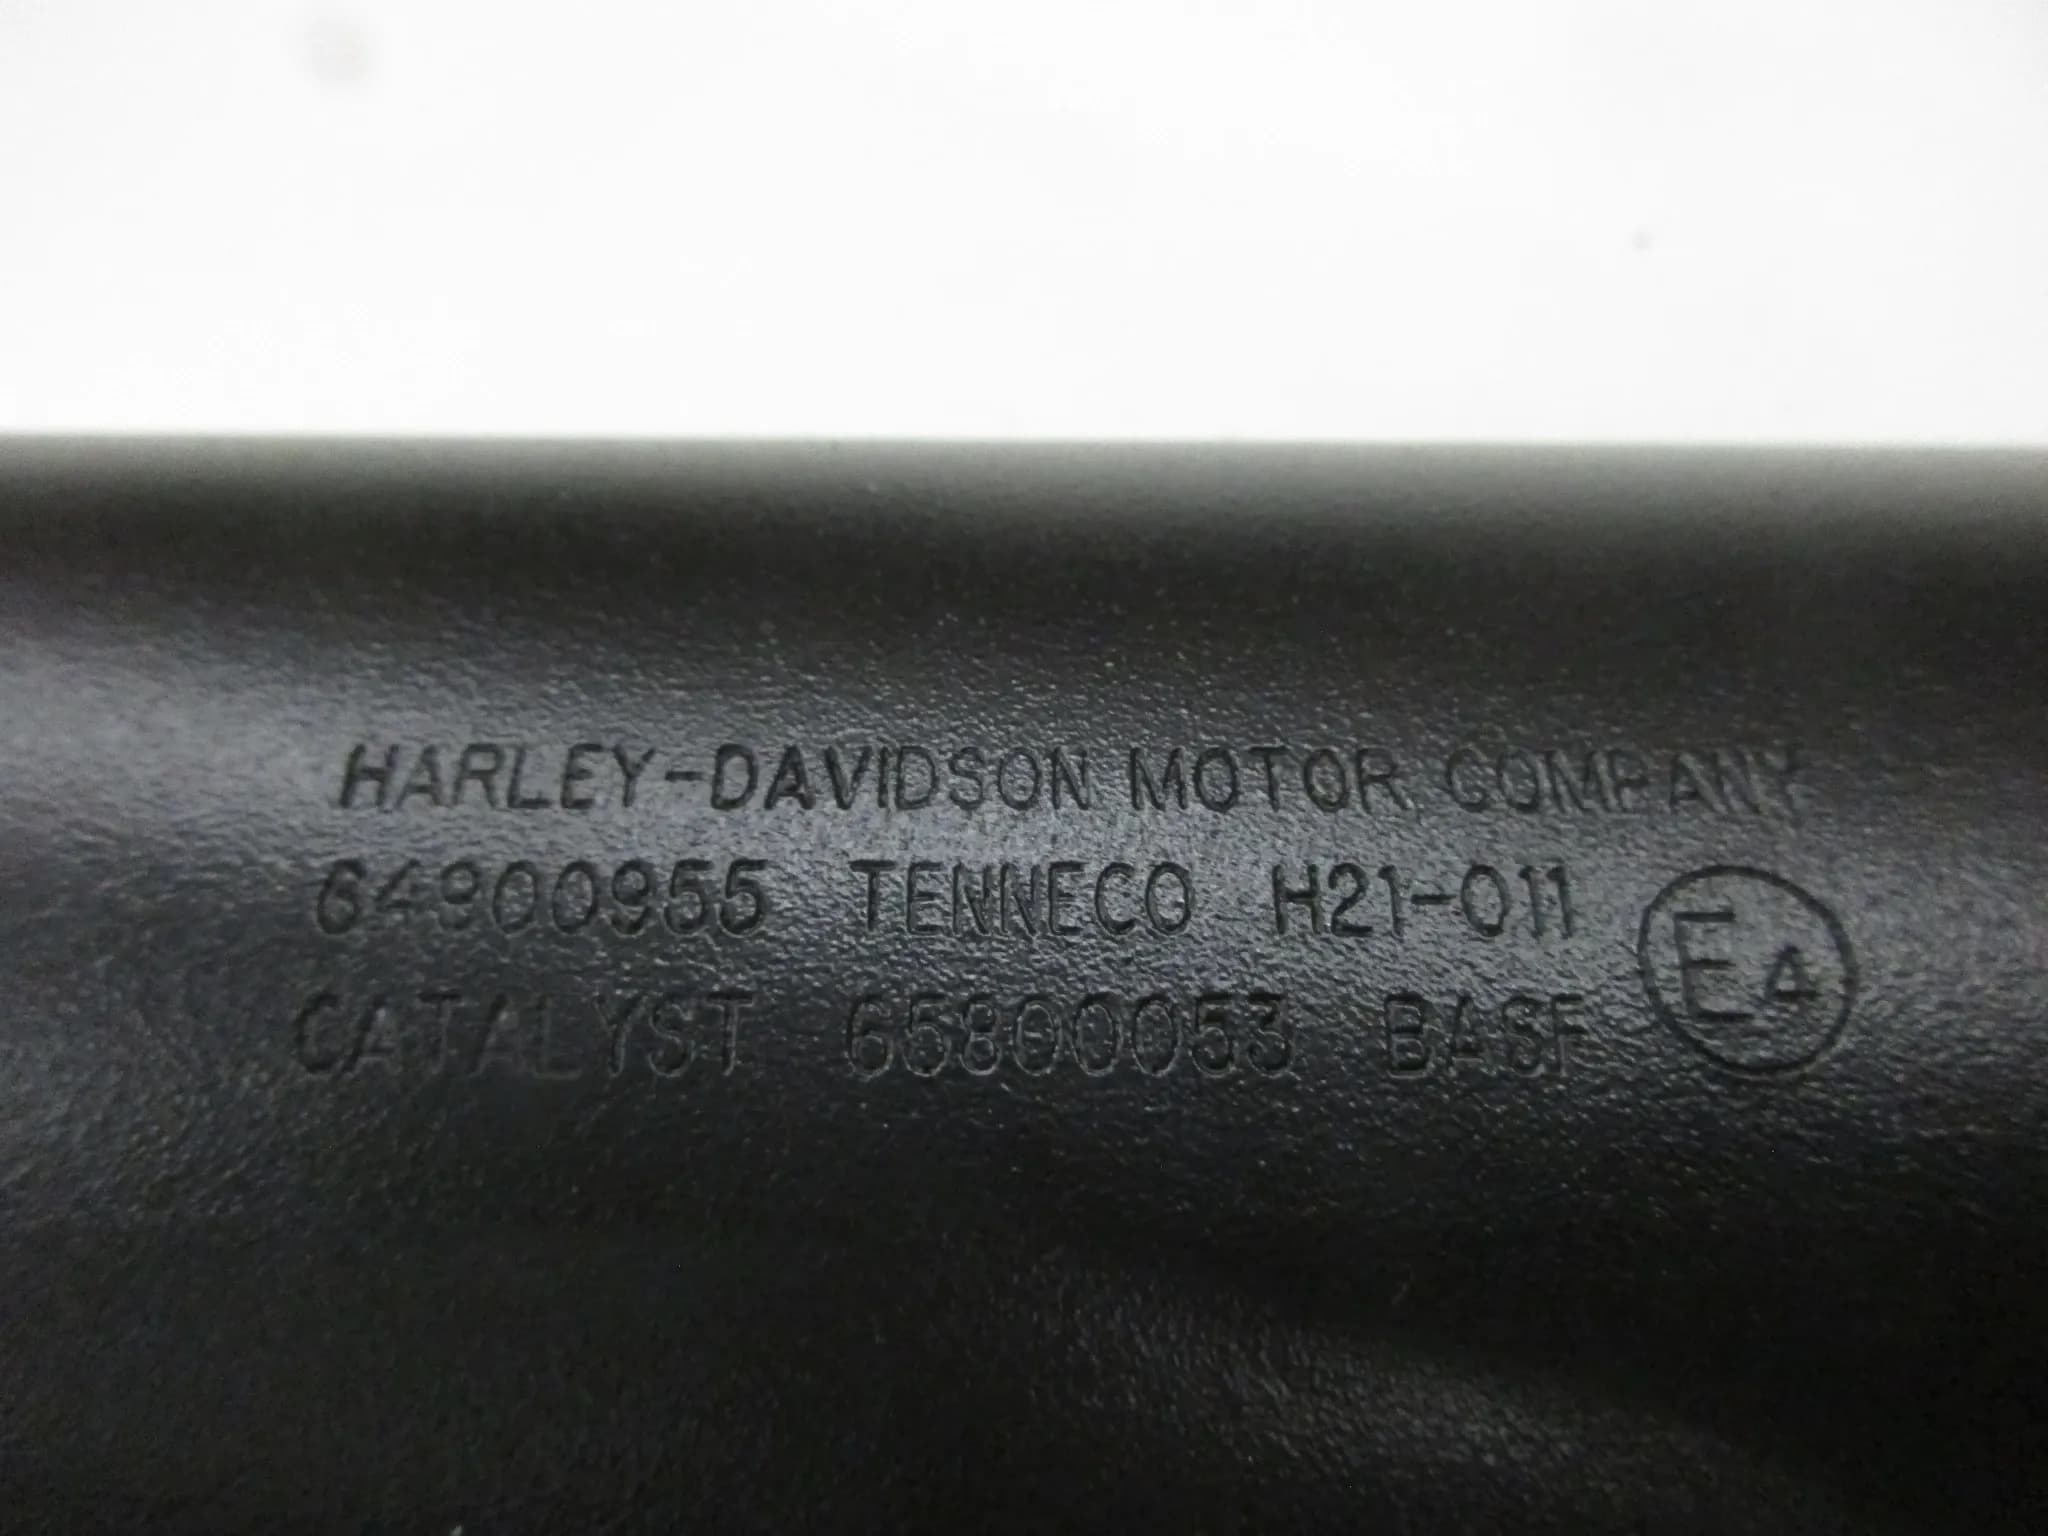 HARLEY-DAVIDSON MOTOR COMPANY
64900955 TENNECO H21-011
CATALYST 65800053 BASF
E4